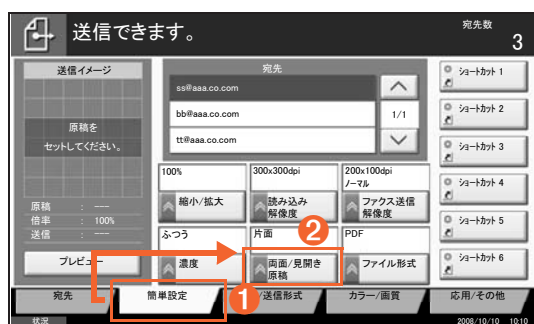 送信できます。
宛先数
3
送信イメージ
原稿を
セットしてください。
原稿 : ---
倍率 : 100%
送信 : ---
プレビュー
宛先
ss@aaa.co.com
bb@aaa.co.com
1/1
tt@aaa.co.com
100%
縮小/拡大
300x300dpi
読み込み
解像度
200x100dpi
ノーマル
ファクス送信
解像度
ふつう
濃度
片面
両面/見開き
原稿
2
PDF
ファイル形式
ショートカット 1
ショートカット 2
ショートカット 3
ショートカット 4
ショートカット 5
ショートカット 6
宛先
簡単設定
1
/送信形式
カラー/画質
応用/その他
状況
2008/10/10 10:10